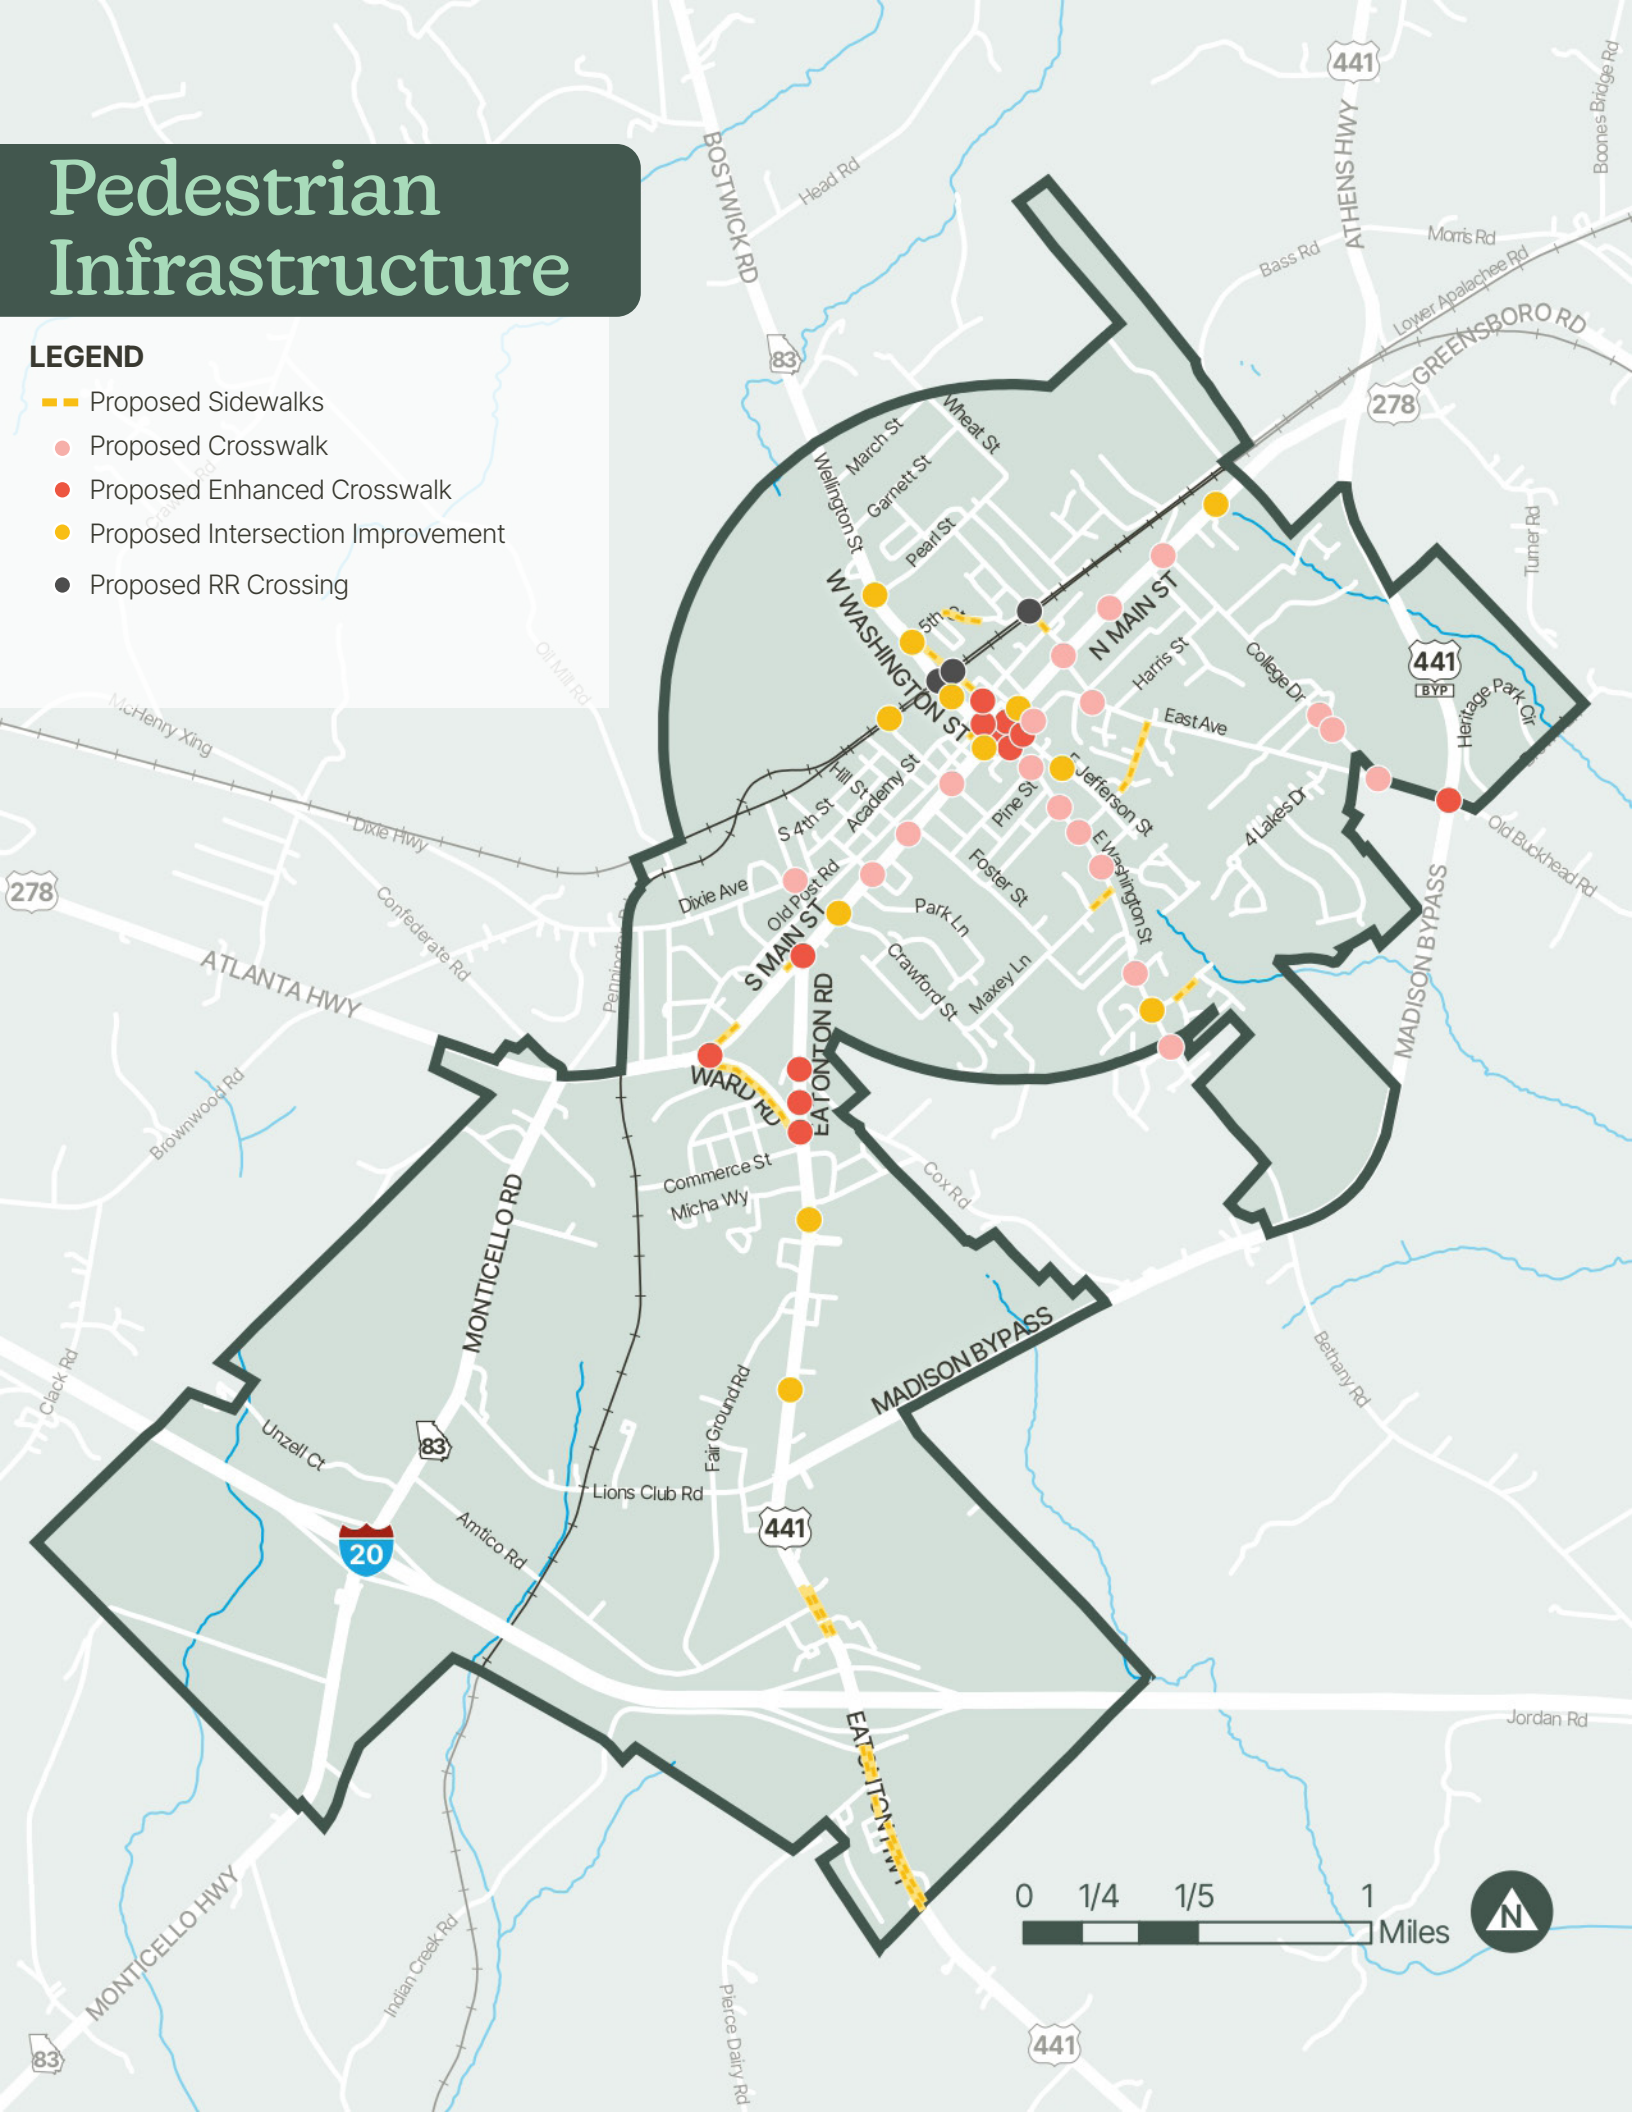 Pedestrian
Infrastructure
LEGEND
Proposed Sidewalks
Proposed Crosswalk
Proposed Enhanced Crosswalk
Proposed Intersection Improvement
Proposed RR Crossing
441
Boones Bridge Rd
BOSTWICK RD
Head Rd
ATHENS HWY
Morris Rd
Bass Rd
Lower Apalachee Rd
GREENSBORO RD
83
278
Wheat St
March St
Garnett St
Wellington St
Pearl St
Turner Rd
W WASHINGTON ST
5th St
N MAIN ST
Harris St
College Dr
441
BYP
Heritage Park Cir
East Ave
Oil Mill Rd
McHenry Xing
Dixie Hwy
Hill St
Academy St
S 4th St
Pine St
E Jefferson St
4 Lakes Dr
Old Buckhead Rd
E Washington St
Foster St
278
Dixie Ave
Old Post Rd
S MAIN ST
Park Ln
Crawford St
Maxey Ln
Confederate Rd
ATLANTA HWY
MADISON BYPASS
EATONTON RD
WARD RD
Brownwood Rd
Commerce St
Micha Wy
Cox Rd
MONTICELLO RD
MADISON BYPASS
Bethany Rd
Clack Rd
Fair Ground Rd
Unzell Ct
83
Lions Club Rd
Amtico Rd
441
20
Jordan Rd
MONTICELLO HWY
Indian Creek Rd
Pierce Dairy Rd
0 1/4 1/5 1
Miles
N
83
441